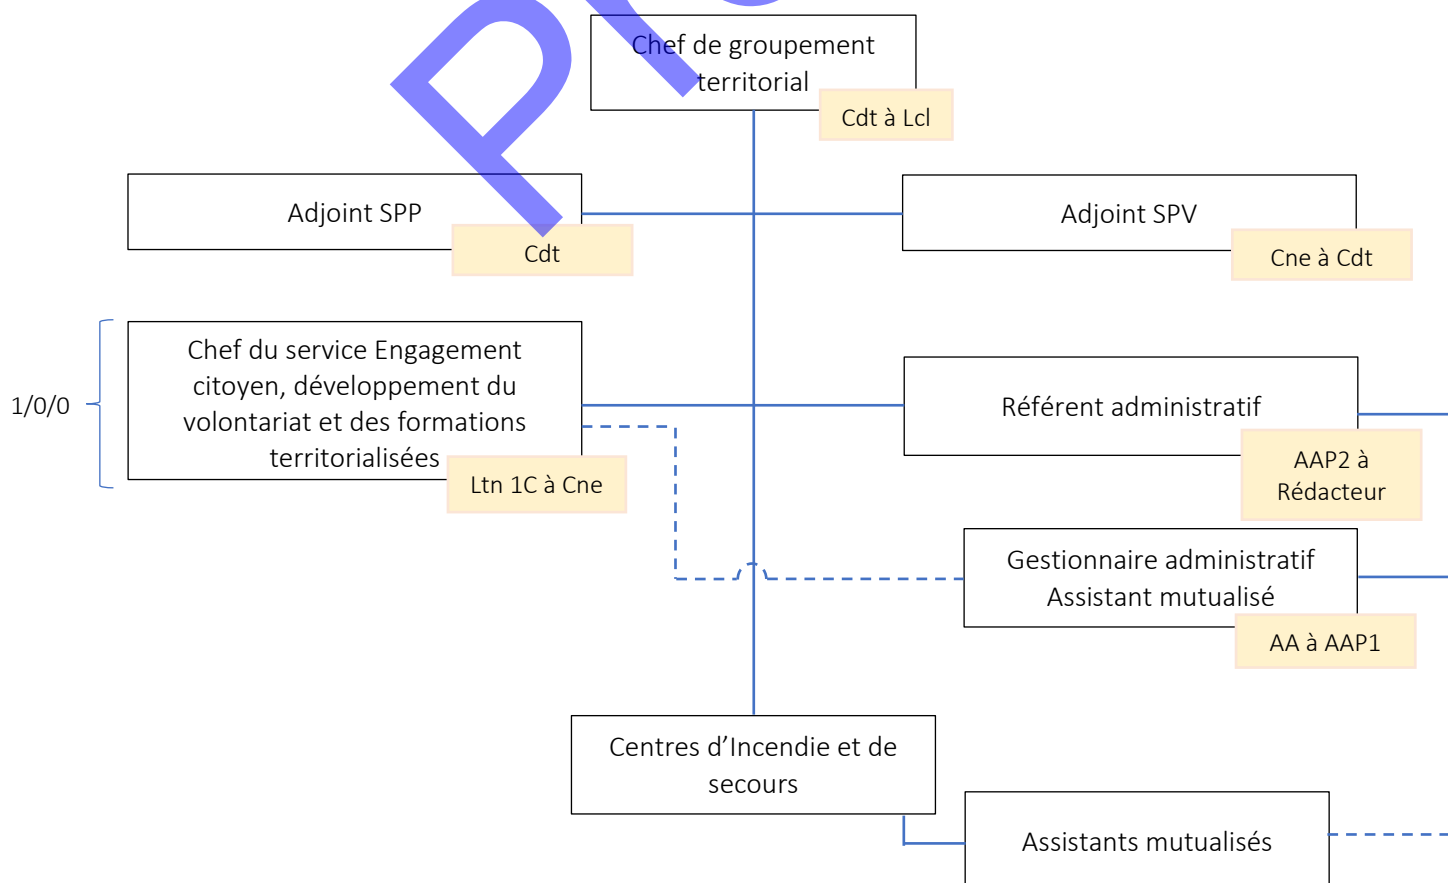 Chef de groupement
territorial
Cdt à Lcl
Adjoint SPP
Cdt
Adjoint SPV
Cne à Cdt
1/0/0
Chef du service Engagement
citoyen, développement du
volontariat et des formations
territorialisées
Ltn 1C à Cne
Référent administratif
AAP2 à
Rédacteur
Gestionnaire administratif
Assistant mutualisé
AA à AAP1
Centres d’Incendie et de
secours
Assistants mutualisés